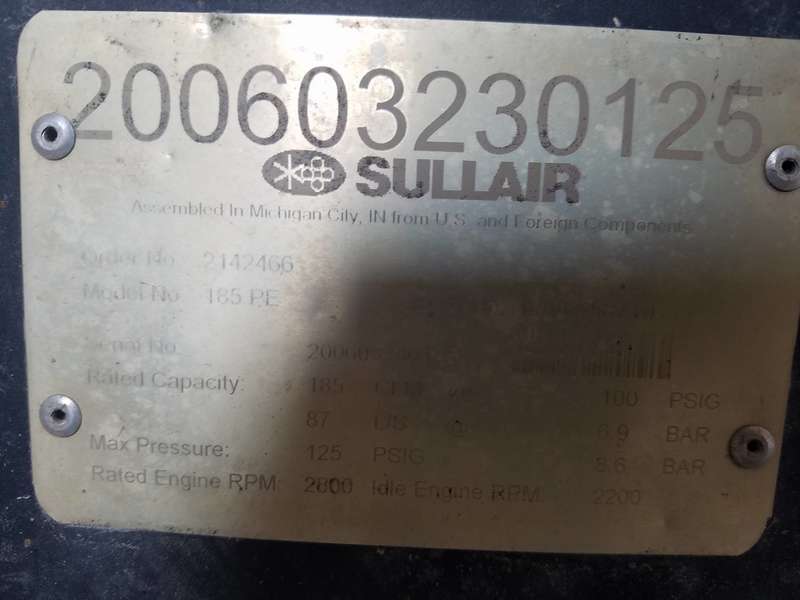 200603230125
SULLAIR
Assembled In Michigan City, IN from U.S. and Foreign Components
Order No. 2142466
Model No. 185 PE
Serial No.
Rated Capacity: 185 CFM 100 PSIG
87 L/S @ 6.9 BAR
Max Pressure: 125 PSIG 8.6 BAR
Rated Engine RPM 2800 Idle Engine RPM 2200